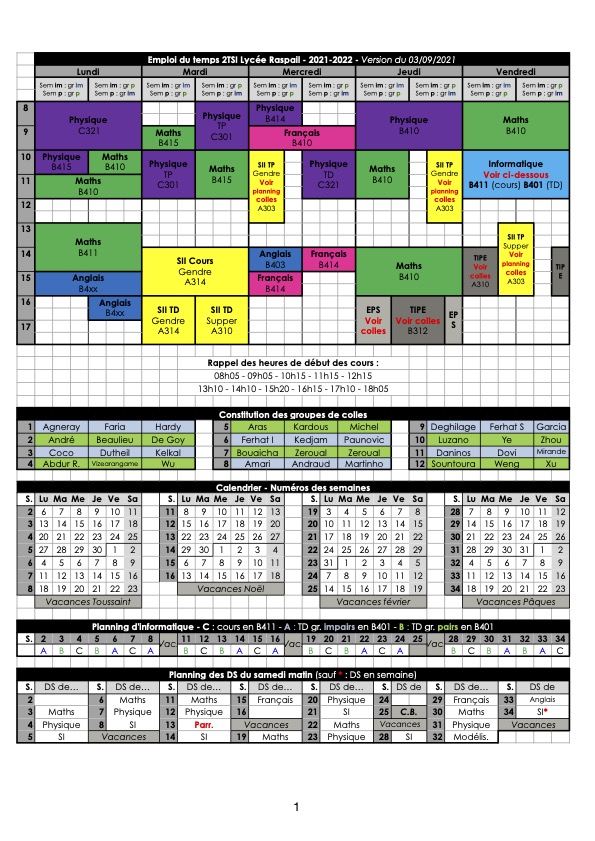 Emploi du temps 2TSI Lycée Raspail - 2021-2022 - Version du 03/09/2021
Lundi Mardi Mercredi Jeudi Vendredi
Sem im : gr im Sem im : gr p Sem im : gr im Sem im : gr p Sem im : gr im Sem im : gr p Sem im : gr im Sem im : gr p Sem im : gr im Sem im : gr p
Sem p : gr p Sem p : gr im Sem p : gr p Sem p : gr im Sem p : gr p Sem p : gr im Sem p : gr p Sem p : gr im Sem p : gr p Sem p : gr im
8
9
10
11
12
13
14
15
16
17
Physique
C321
Physique
B415
Maths
B410
Maths
B410
Maths
B411
Anglais
B4xx
Anglais
B4xx
Maths
B415
Physique
TP
C301
Physique
TP
C301
Maths
B415
SII Cours
Gendre
A314
SII TD
Gendre
A314
SII TD
Supper
A310
Physique
B414
Français
B410
SII TP
Gendre
Voir
planning
colles
A303
Physique
TD
C321
Anglais
B403
Français
B414
Français
B414
Physique
B410
Maths
B410
SII TP
Gendre
Voir
planning
colles
A303
Maths
B410
EPS
Voir
colles
TIPE
Voir colles
B312
EP
S
Maths
B410
Informatique
Voir ci-dessous
B411 (cours) B401 (TD)
TIPE
Voir
colles
A310
SII TP
Supper
Voir
planning
colles
A303
TIP
E
Rappel des heures de début des cours :
08h05 - 09h05 - 10h15 - 11h15 - 12h15
13h10 - 14h10 - 15h20 - 16h15 - 17h10 - 18h05
Constitution des groupes de colles
1 Agneray Faria Hardy 5 Aras Kardous Michel 9 Deghilage Ferhat S Garcia
2 André Beaulieu De Goy 6 Ferhat I Kedjam Paunovic 10 Luzano Ye Zhou
3 Coco Dutheil Kelkal 7 Bouaicha Zeroual Zeroual 11 Daninos Dovi Mirande
4 Abdur R. Vizearangame Wu 8 Amari Andraud Martinho 12 Sountoura Weng Xu
Calendrier - Numéros des semaines
S. Lu Ma Me Je Ve Sa S. Lu Ma Me Je Ve Sa S. Lu Ma Me Je Ve Sa S. Lu Ma Me Je Ve Sa
2 6 7 8 9 10 11 11 8 9 10 11 12 13 19 3 4 5 6 7 8 28 7 8 9 10 11 12
3 13 14 15 16 17 18 12 15 16 17 18 19 20 20 10 11 12 13 14 15 29 14 15 16 17 18 19
4 20 21 22 23 24 25 13 22 23 24 25 26 27 21 17 18 19 20 21 22 30 21 22 23 24 25 26
5 27 28 29 30 1 2 14 29 30 1 2 3 4 22 24 25 26 27 28 29 31 28 29 30 31 1 2
6 4 5 6 7 8 9 15 6 7 8 9 10 11 23 31 1 2 3 4 5 32 4 5 6 7 8 9
7 11 12 13 14 15 16 16 13 14 15 16 17 18 24 7 8 9 10 11 12 33 11 12 13 14 15 16
8 18 19 20 21 22 23 Vacances Noël 25 14 15 16 17 18 19 34 18 19 20 21 22 23
Vacances Toussaint Vacances février Vacances Pâques
Planning d'informatique - C : cours en B411 - A : TD gr. impairs en B401 - B : TD gr. pairs en B401
S. 2 3 4 5 6 7 8 Vac. 11 12 13 14 15 16 Vac. 19 20 21 22 23 24 25 Vac. 28 29 30 31 32 33 34
A B C B A C A B C B A C A B C B A C A C B C B A B A C
Planning des DS du samedi matin (sauf * : DS en semaine)
S. DS de... S. DS de... S. DS de... S. DS de... S. DS de... S. DS de S. DS de... S. DS de
2 6 Maths 11 Maths 15 Français 20 Physique 24 29 Français 33 Anglais
3 Maths 7 Physique 12 Physique 16 21 SI 25 C.B. 30 Maths 34 SI*
4 Physique 8 SI 13 Parr. Vacances 22 Maths Vacances 31 Physique Vacances
5 SI Vacances 14 SI 19 Maths 23 Physique 28 SI 32 Modélis.
1